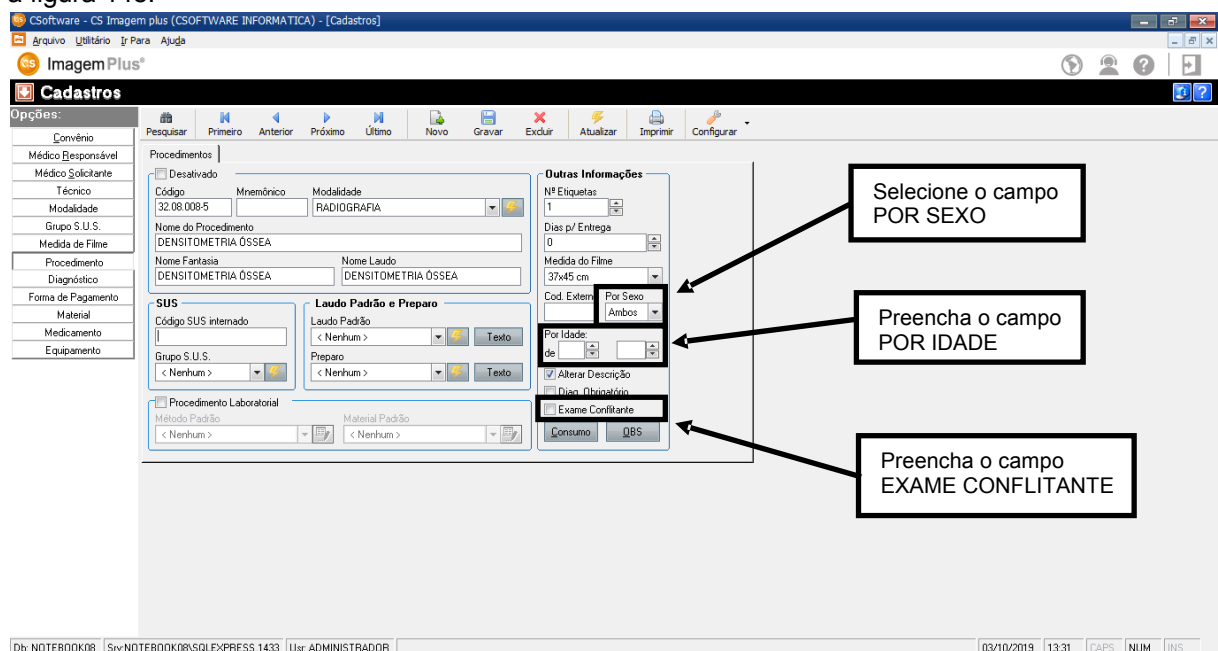 CSoftware - CS Imagem plus (CSOFTWARE INFORMATICA) - [Cadastros]
Arquivo Utilitário Ir Para Ajuda
CS ImagemPlus®
Cadastros
Opções:
Convênio
Médico Responsável
Médico Solicitante
Técnico
Modalidade
Grupo S.U.S.
Medida de Filme
Procedimento
Diagnóstico
Forma de Pagamento
Material
Medicamento
Equipamento
Pesquisar Primeiro Anterior Próximo Último Novo Gravar Excluir Atualizar Imprimir Configurar
Procedimentos
Desativado
Código Mnemônico Modalidade
32.08.008-5 RADIOGRAFIA
Nome do Procedimento
DENSITOMETRIA ÓSSEA
Nome Fantasia Nome Laudo
DENSITOMETRIA ÓSSEA DENSITOMETRIA ÓSSEA
SUS
Código SUS internado
Grupo S.U.S.
< Nenhum >
Laudo Padrão e Preparo
Laudo Padrão
< Nenhum > Texto
Preparo
< Nenhum > Texto
Procedimento Laboratorial
Método Padrão Material Padrão
< Nenhum > < Nenhum >
Outras Informações
Nº Etiquetas
1
Dias p/ Entrega
0
Medida do Filme
37x45 cm
Cod. Extern Por Sexo
Ambos
Por Idade:
de
Alterar Descrição
Diag. Obrigatório
Exame Conflitante
Consumo OBS
Selecione o campo
POR SEXO
Preencha o campo
POR IDADE
Preencha o campo
EXAME CONFLITANTE
Db: NOTEBOOK08 Srv:NOTEBOOK08\SQLEXPRESS,1433 Usr: ADMINISTRADOR 03/10/2019 13:31 CAPS NUM INS